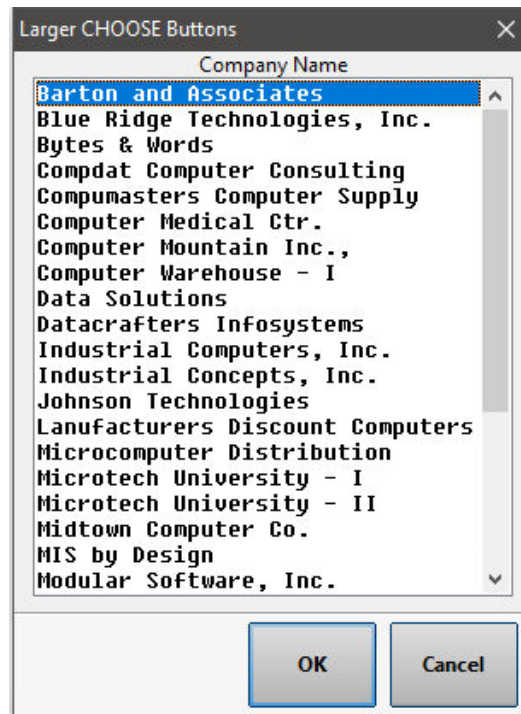 Larger CHOOSE Buttons
Company Name
Barton and Associates
Blue Ridge Technologies, Inc.
Bytes & Words
Compdat Computer Consulting
Compumasters Computer Supply
Computer Medical Ctr.
Computer Mountain Inc.,
Computer Warehouse - I
Data Solutions
Datacrafters Infosystems
Industrial Computers, Inc.
Industrial Concepts, Inc.
Johnson Technologies
Lanufacturers Discount Computers
Microcomputer Distribution
Microtech University - I
Microtech University - II
Midtown Computer Co.
MIS by Design
Modular Software, Inc.
OK Cancel